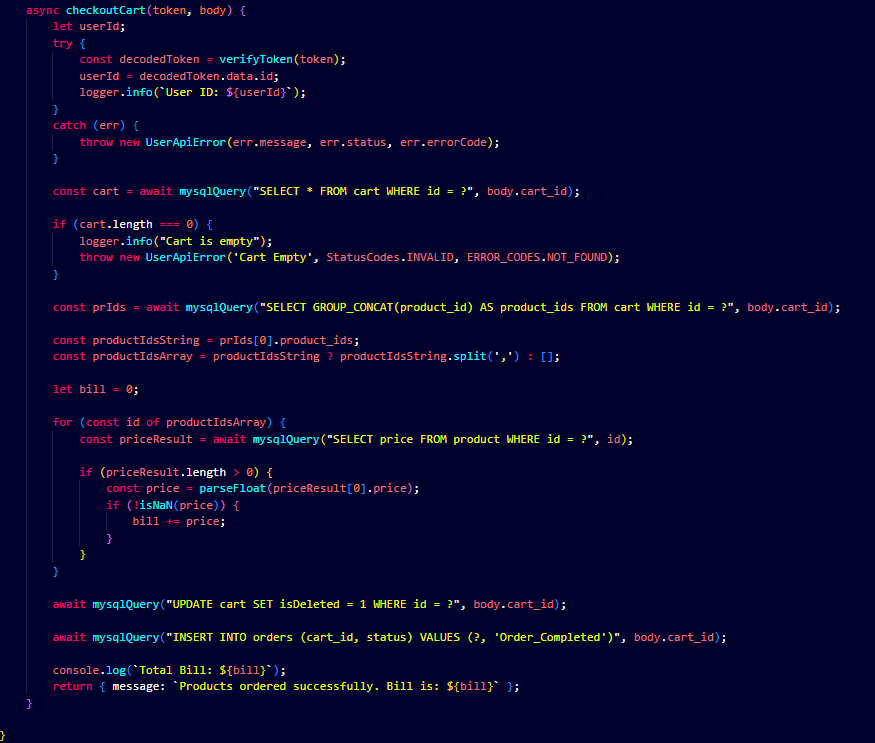 async checkoutCart(token, body) {
let userId;
try {
const decodedToken = verifyToken(token);
userId = decodedToken.data.id;
logger.info(`User ID: ${userId}`);
}
catch (err) {
throw new UserApiError(err.message, err.status, err.errorCode);
}
const cart = await mysqlQuery("SELECT * FROM cart WHERE id = ?", body.cart_id);
if (cart.length === 0) {
logger.info("Cart is empty");
throw new UserApiError('Cart Empty', StatusCodes.INVALID, ERROR_CODES.NOT_FOUND);
}
const prIds = await mysqlQuery("SELECT GROUP_CONCAT(product_id) AS product_ids FROM cart WHERE id = ?", body.cart_id);
const productIdsString = prIds[0].product_ids;
const productIdsArray = productIdsString ? productIdsString.split(',') : [];
let bill = 0;
for (const id of productIdsArray) {
const priceResult = await mysqlQuery("SELECT price FROM product WHERE id = ?", id);
if (priceResult.length > 0) {
const price = parseFloat(priceResult[0].price);
if (!isNaN(price)) {
bill += price;
}
}
}
await mysqlQuery("UPDATE cart SET isDeleted = 1 WHERE id = ?", body.cart_id);
await mysqlQuery("INSERT INTO orders (cart_id, status) VALUES (?, 'Order_Completed')", body.cart_id);
console.log(`Total Bill: ${bill}`);
return { message: `Products ordered successfully. Bill is: ${bill}` };
}
}